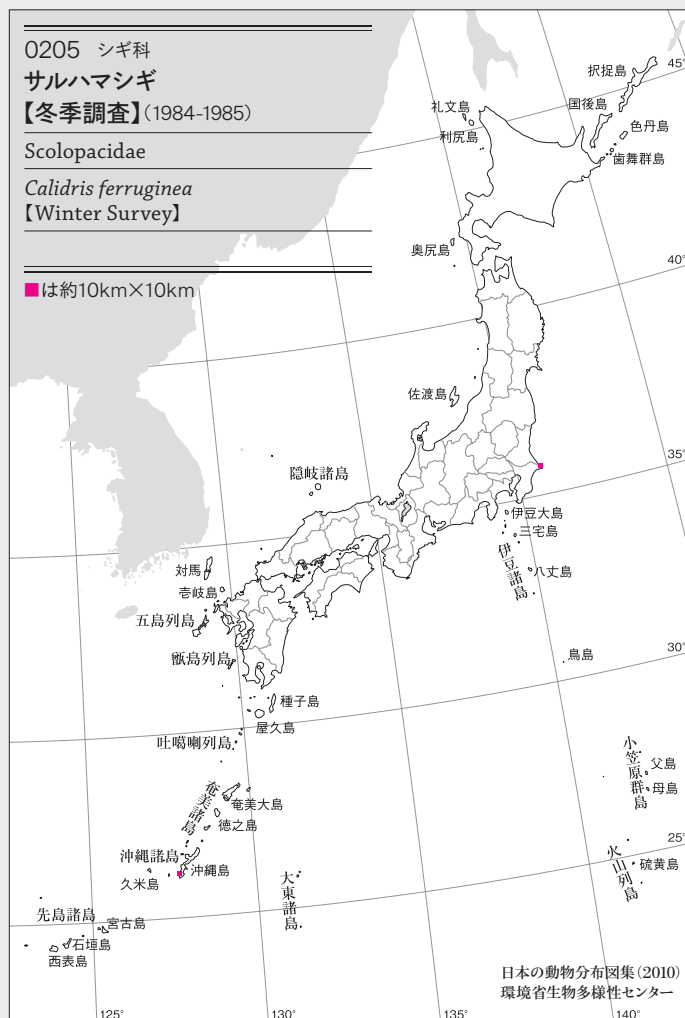 0205 シギ科
サルハマシギ
【冬季調査】(1984-1985)
Scolopacidae
Calidris ferruginea
【Winter Survey】
■は約10km×10km
45°
択捉島
国後島
礼文島
色丹島
利尻島
歯舞群島
奥尻島
40°
佐渡島
35°
隠岐諸島
伊豆大島
三宅島
伊豆諸島
八丈島
対馬
壱岐島
五島列島
甑島列島
鳥島
30°
種子島
屋久島
吐噶喇列島
小笠原群島
父島
母島
奄美諸島
奄美大島
徳之島
25°
沖縄諸島
沖縄島
久米島
火山列島
硫黄島
大東諸島
先島諸島
宮古島
石垣島
西表島
日本の動物分布図集(2010)
環境省生物多様性センター
125°
130°
135°
140°